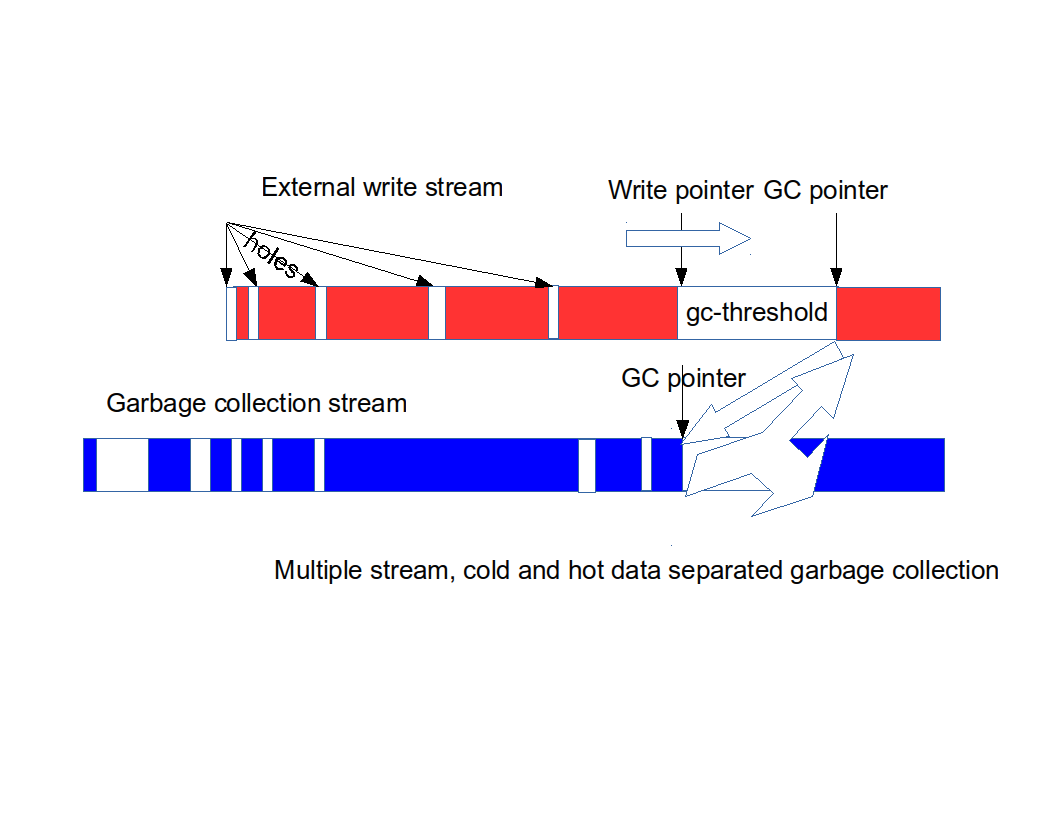 External write stream
Write pointer GC pointer
holes
gc-threshold
GC pointer
Garbage collection stream
Multiple stream, cold and hot data separated garbage collection